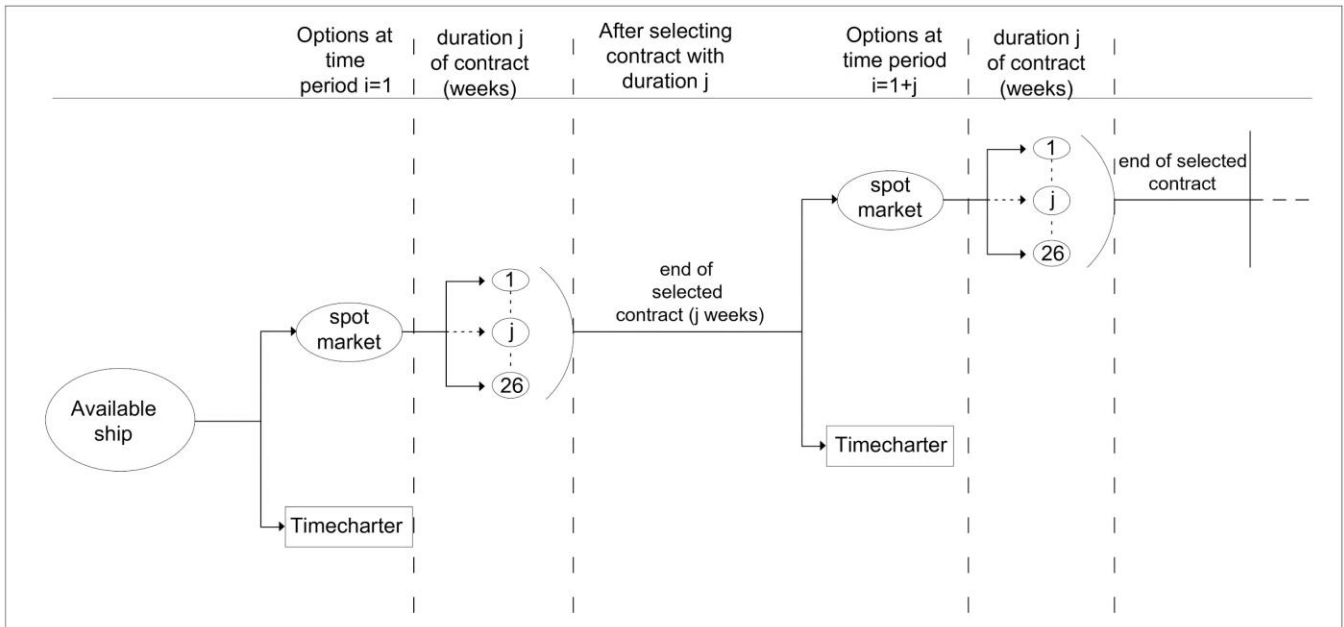 Options at
time
period i=1
duration j
of contract
(weeks)
After selecting
contract with
duration j
Options at
time period
i=1+j
duration j
of contract
(weeks)
Available
ship
spot
market
Timecharter
1
j
26
end of
selected
contract (j weeks)
spot
market
Timecharter
1
j
26
end of selected
contract